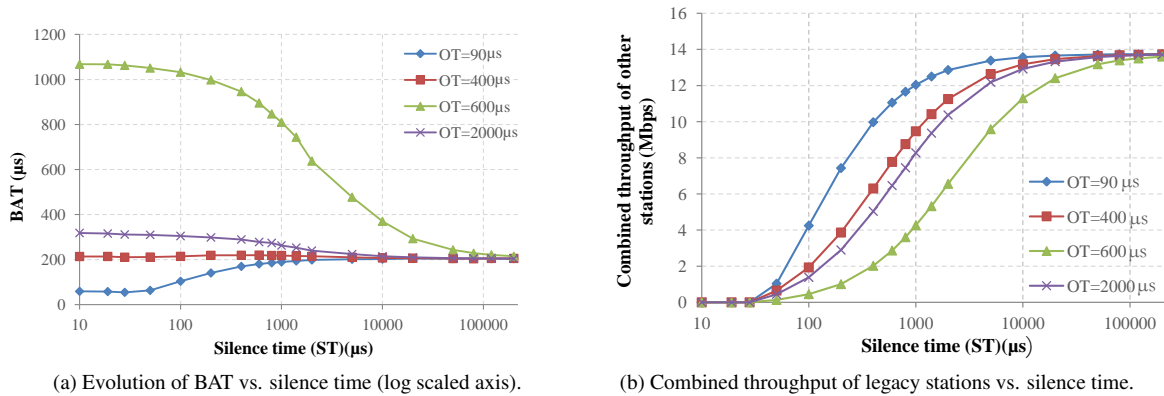 1200
1000
800
600
400
200
0
BAT (µs)
OT=90µs
OT=400µs
OT=600µs
OT=2000µs
10 100 1000 10000 100000
Silence time (ST)(µs)
(a) Evolution of BAT vs. silence time (log scaled axis).
16
14
12
10
8
6
4
2
0
Combined throughput of other
stations (Mbps)
OT=90 µs
OT=400 µs
OT=600 µs
OT=2000 µs
10 100 1000 10000 100000
Silence time (ST)(µs)
(b) Combined throughput of legacy stations vs. silence time.